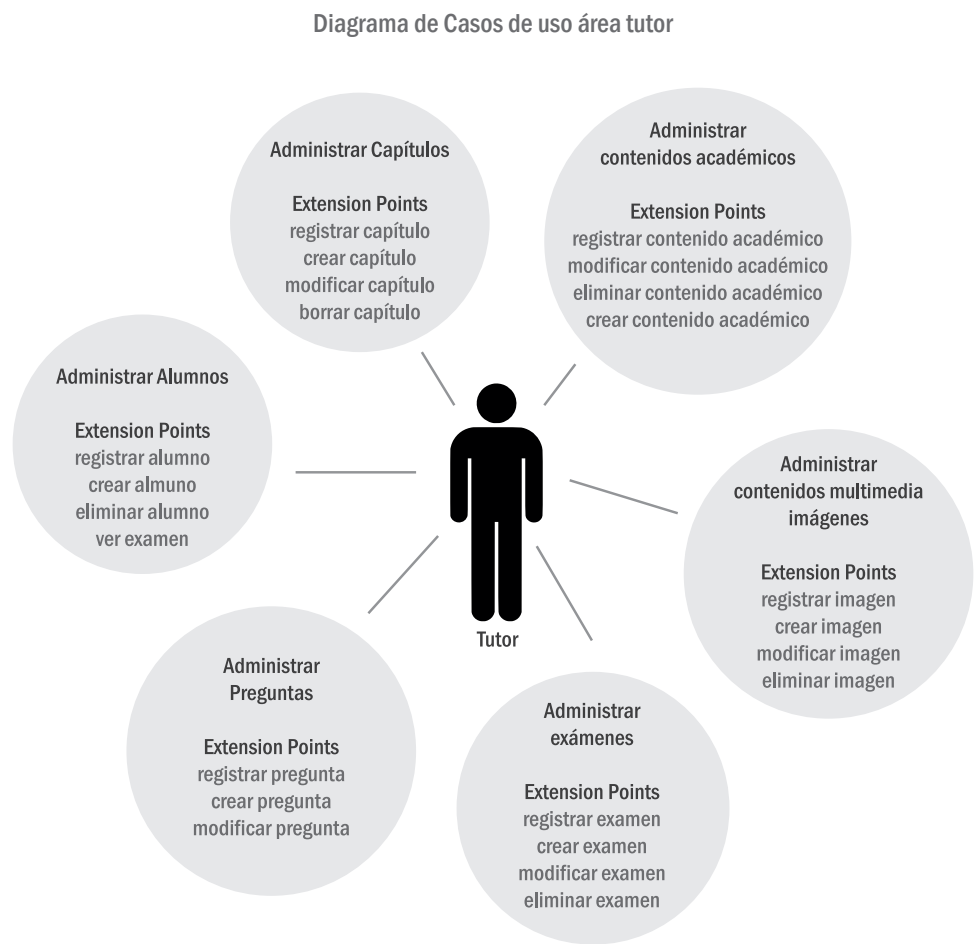 Diagrama de Casos de uso área tutor
Administrar Capítulos
Extension Points
registrar capítulo
crear capítulo
modificar capítulo
borrar capítulo
Administrar
contenidos académicos
Extension Points
registrar contenido académico
modificar contenido académico
eliminar contenido académico
crear contenido académico
Administrar Alumnos
Extension Points
registrar alumno
crear almuno
eliminar alumno
ver examen
Administrar
contenidos multimedia
imágenes
Extension Points
registrar imagen
crear imagen
modificar imagen
eliminar imagen
Tutor
Administrar
Preguntas
Extension Points
registrar pregunta
crear pregunta
modificar pregunta
Administrar
exámenes
Extension Points
registrar examen
crear examen
modificar examen
eliminar examen